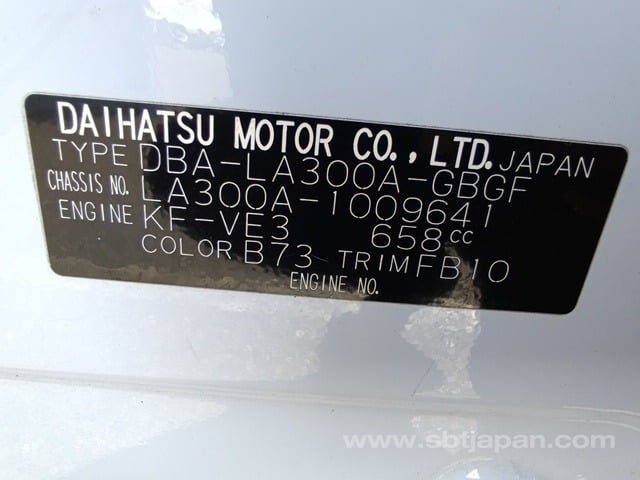 DAIHATSU MOTOR CO., LTD. JAPAN
TYPE DBA-LA300A-GBGF
CHASSIS NO. LA300A-1009641
ENGINE KF-VE3 658cc
COLOR B73 TRIM FB10
ENGINE NO.
www.sbtjapan.com